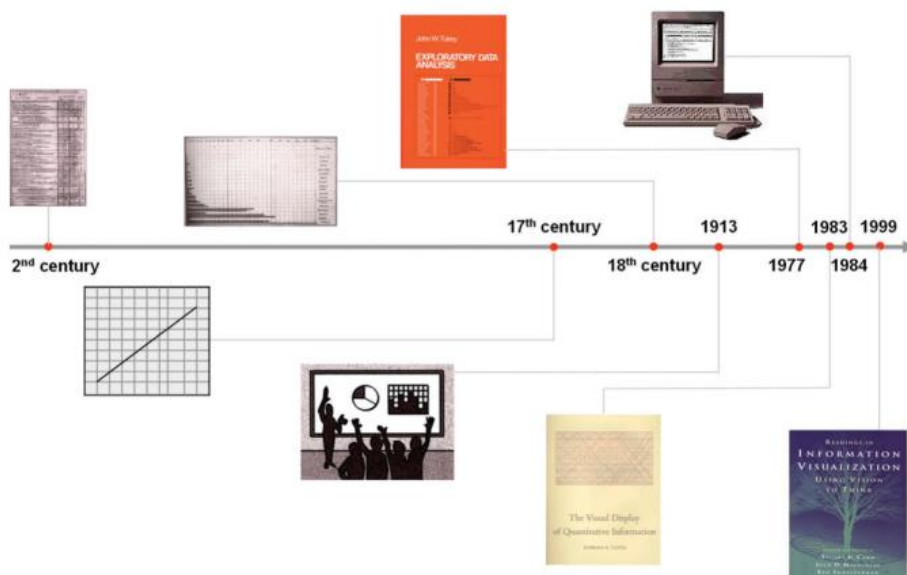 John W. Tukey
EXPLORATORY DATA
ANALYSIS
17th century
1913
1983
1999
2nd century
18th century
1977
1984
The Visual Display
of Quantitative Information
READINGS IN
INFORMATION
VISUALIZATION
USING VISION
TO THINK